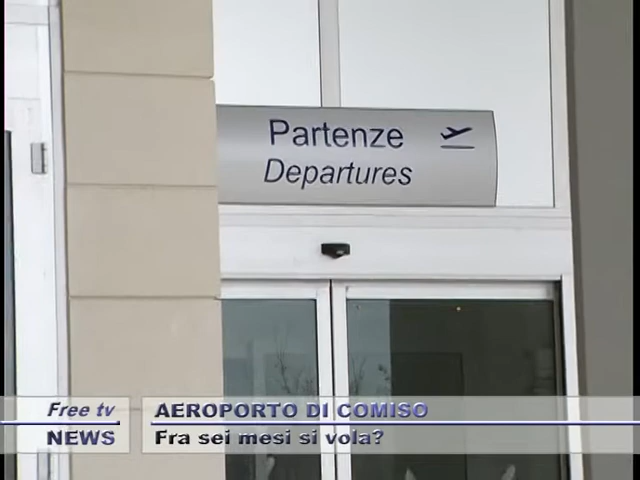 Partenze
Departures
Free tv
NEWS
AEROPORTO DI COMISO
Fra sei mesi si vola?